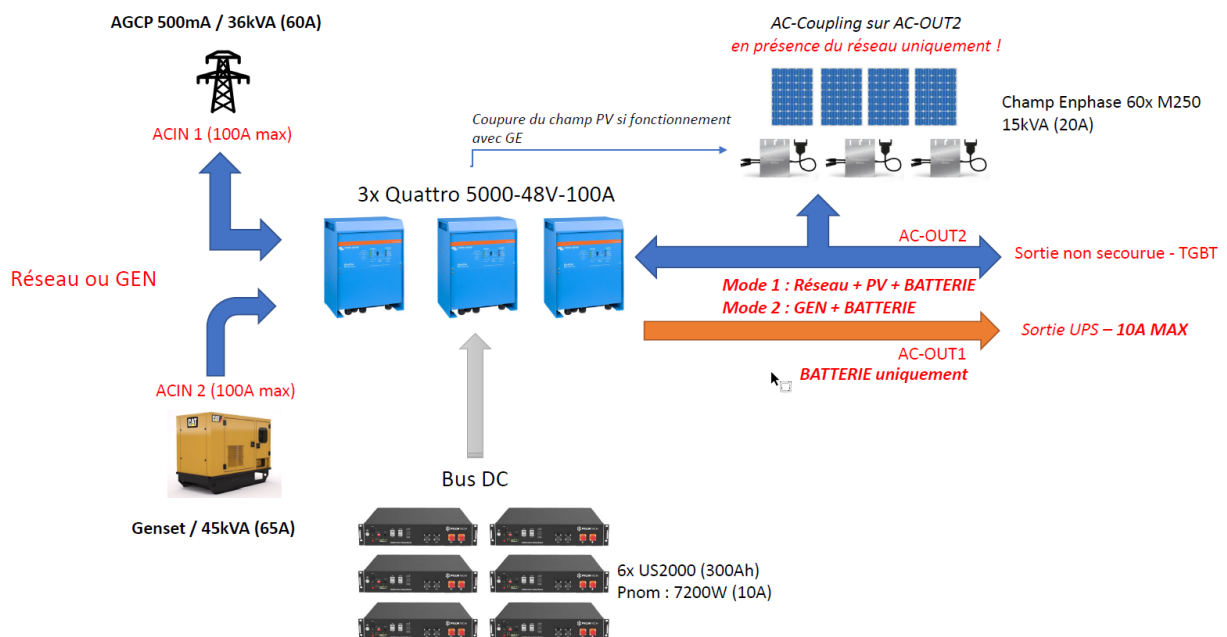 AGCP 500mA / 36kVA (60A)
ACIN 1 (100A max)
Réseau ou GEN
ACIN 2 (100A max)
CAT
Genset / 45kVA (65A)
Coupure du champ PV si fonctionnement
avec GE
3x Quattro 5000-48V-100A
Bus DC
6x US2000 (300Ah)
Pnom : 7200W (10A)
AC-Coupling sur AC-OUT2
en présence du réseau uniquement !
Champ Enphase 60x M250
15kVA (20A)
AC-OUT2
Sortie non secourue - TGBT
Mode 1 : Réseau + PV + BATTERIE
Mode 2 : GEN + BATTERIE
Sortie UPS – 10A MAX
AC-OUT1
BATTERIE uniquement